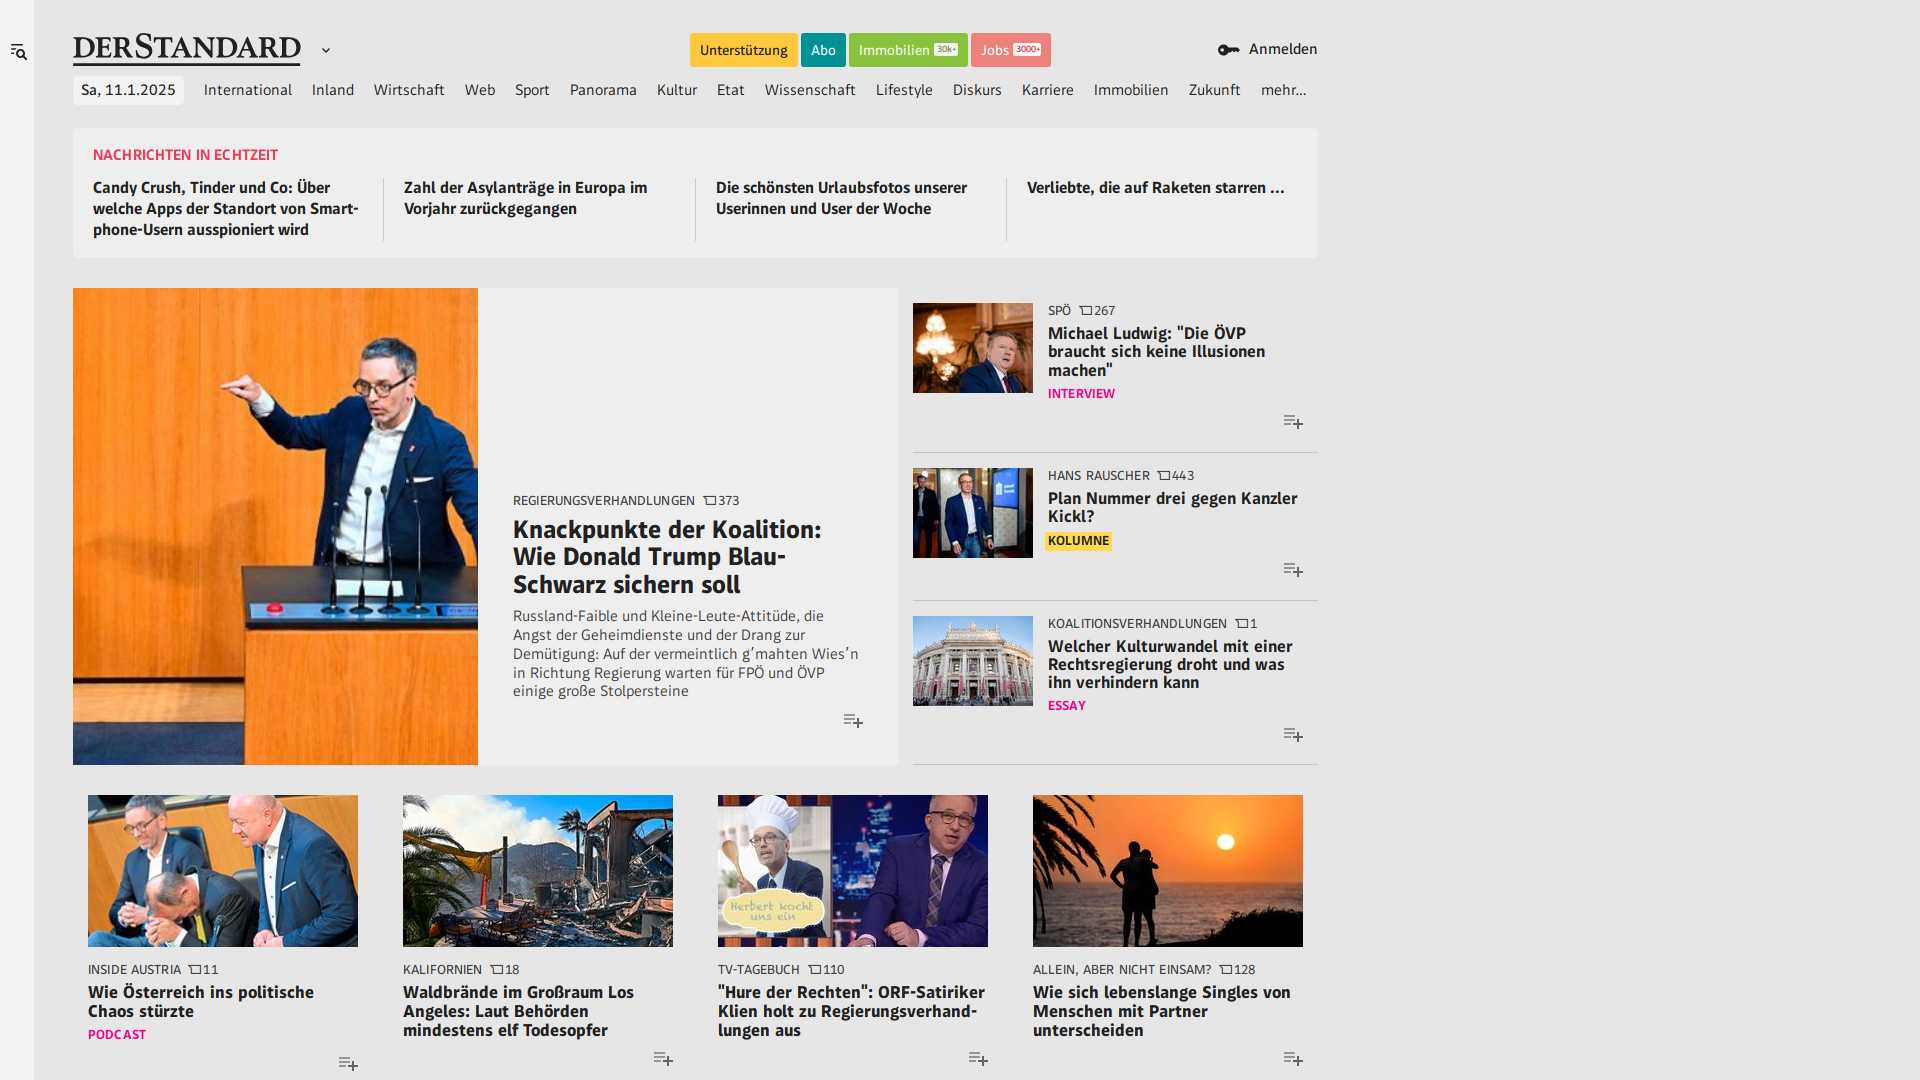 DERSTANDARD
Unterstützung
Abo
Immobilien 30k+
Jobs 3000+
Anmelden
Sa, 11.1.2025
International
Inland
Wirtschaft
Web
Sport
Panorama
Kultur
Etat
Wissenschaft
Lifestyle
Diskurs
Karriere
Immobilien
Zukunft
mehr...
NACHRICHTEN IN ECHTZEIT
Candy Crush, Tinder und Co: Über
welche Apps der Standort von Smart-
phone-Usern ausspioniert wird
Zahl der Asylanträge in Europa im
Vorjahr zurückgegangen
Die schönsten Urlaubsfotos unserer
Userinnen und User der Woche
Verliebte, die auf Raketen starren ...
REGIERUNGSVERHANDLUNGEN 373
Knackpunkte der Koalition:
Wie Donald Trump Blau-
Schwarz sichern soll
Russland-Faible und Kleine-Leute-Attitüde, die
Angst der Geheimdienste und der Drang zur
Demütigung: Auf der vermeintlich g’mahten Wies’n
in Richtung Regierung warten für FPÖ und ÖVP
einige große Stolpersteine
SPÖ 267
Michael Ludwig: "Die ÖVP
braucht sich keine Illusionen
machen"
INTERVIEW
HANS RAUSCHER 443
Plan Nummer drei gegen Kanzler
Kickl?
KOLUMNE
KOALITIONSVERHANDLUNGEN 1
Welcher Kulturwandel mit einer
Rechtsregierung droht und was
ihn verhindern kann
ESSAY
INSIDE AUSTRIA 11
Wie Österreich ins politische
Chaos stürzte
PODCAST
KALIFORNIEN 18
Waldbrände im Großraum Los
Angeles: Laut Behörden
mindestens elf Todesopfer
Herbert kocht
uns ein
TV-TAGEBUCH 110
"Hure der Rechten": ORF-Satiriker
Klien holt zu Regierungsverhand-
lungen aus
ALLEIN, ABER NICHT EINSAM? 128
Wie sich lebenslange Singles von
Menschen mit Partner
unterscheiden